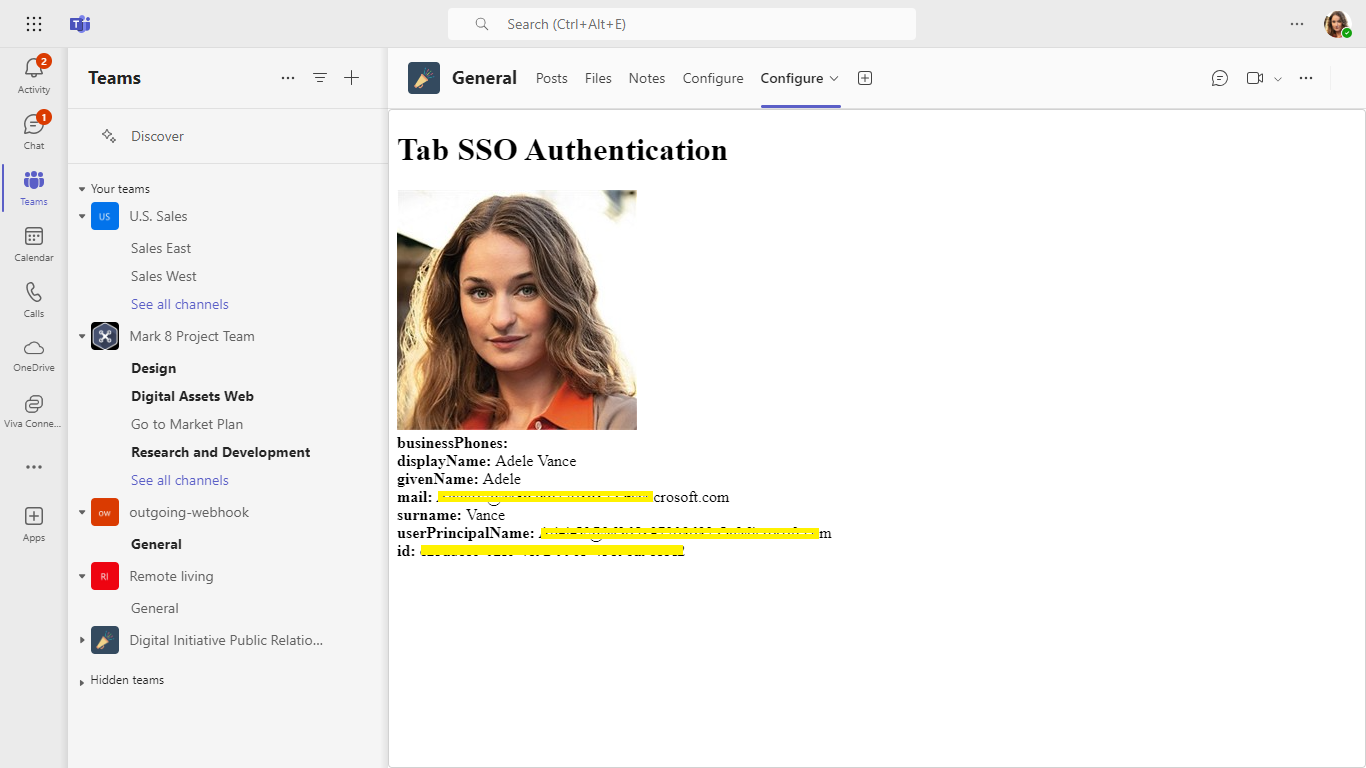 Search (Ctrl+Alt+E)
2
Activity
1
Chat
Teams
Calendar
Calls
OneDrive
Viva Conne...
Apps
Teams
Discover
Your teams
US U.S. Sales
Sales East
Sales West
See all channels
Mark 8 Project Team
Design
Digital Assets Web
Go to Market Plan
Research and Development
See all channels
OW outgoing-webhook
General
RI Remote living
General
Digital Initiative Public Relatio...
Hidden teams
General Posts Files Notes Configure Configure
Tab SSO Authentication
businessPhones:
displayName: Adele Vance
givenName: Adele
mail: crosoft.com
surname: Vance
userPrincipalName:
id: